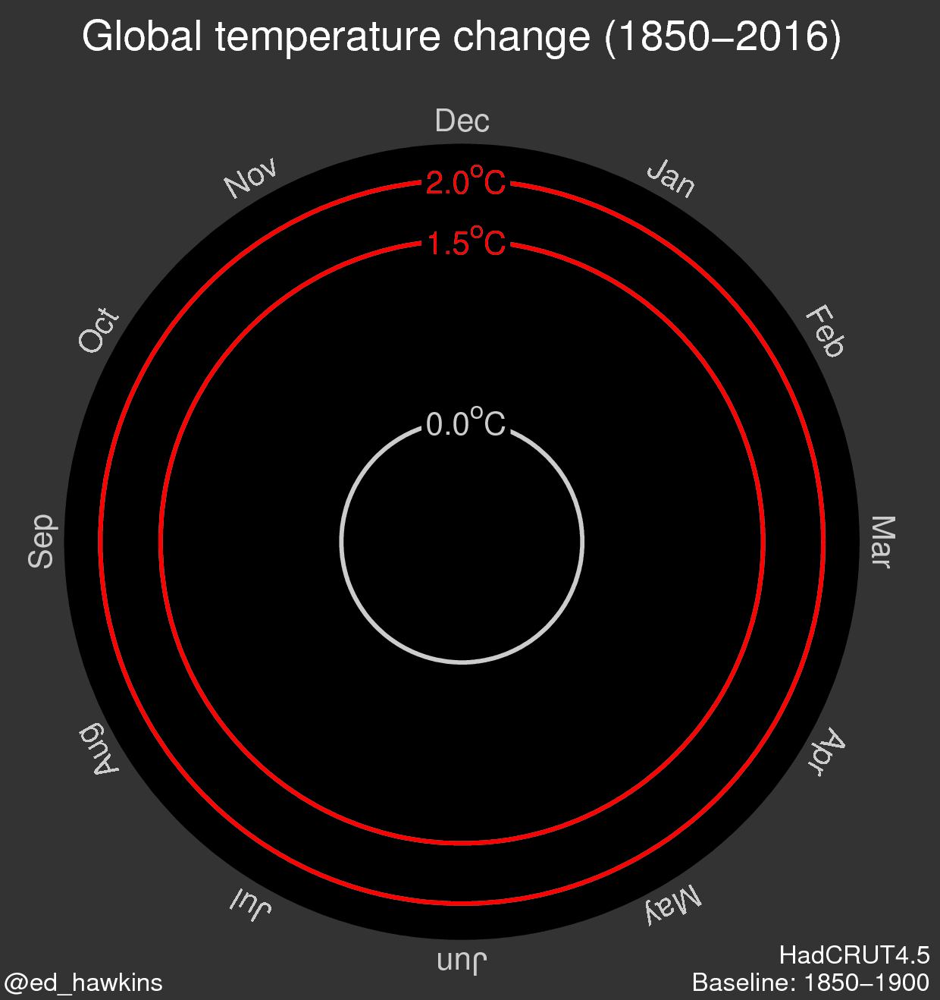 Global temperature change (1850−2016)
Dec
Nov
Jan
2.0°C
1.5°C
Oct
Feb
0.0°C
Sep
Mar
Aug
Apr
Jul
May
Jun
HadCRUT4.5
@ed_hawkins
Baseline: 1850−1900